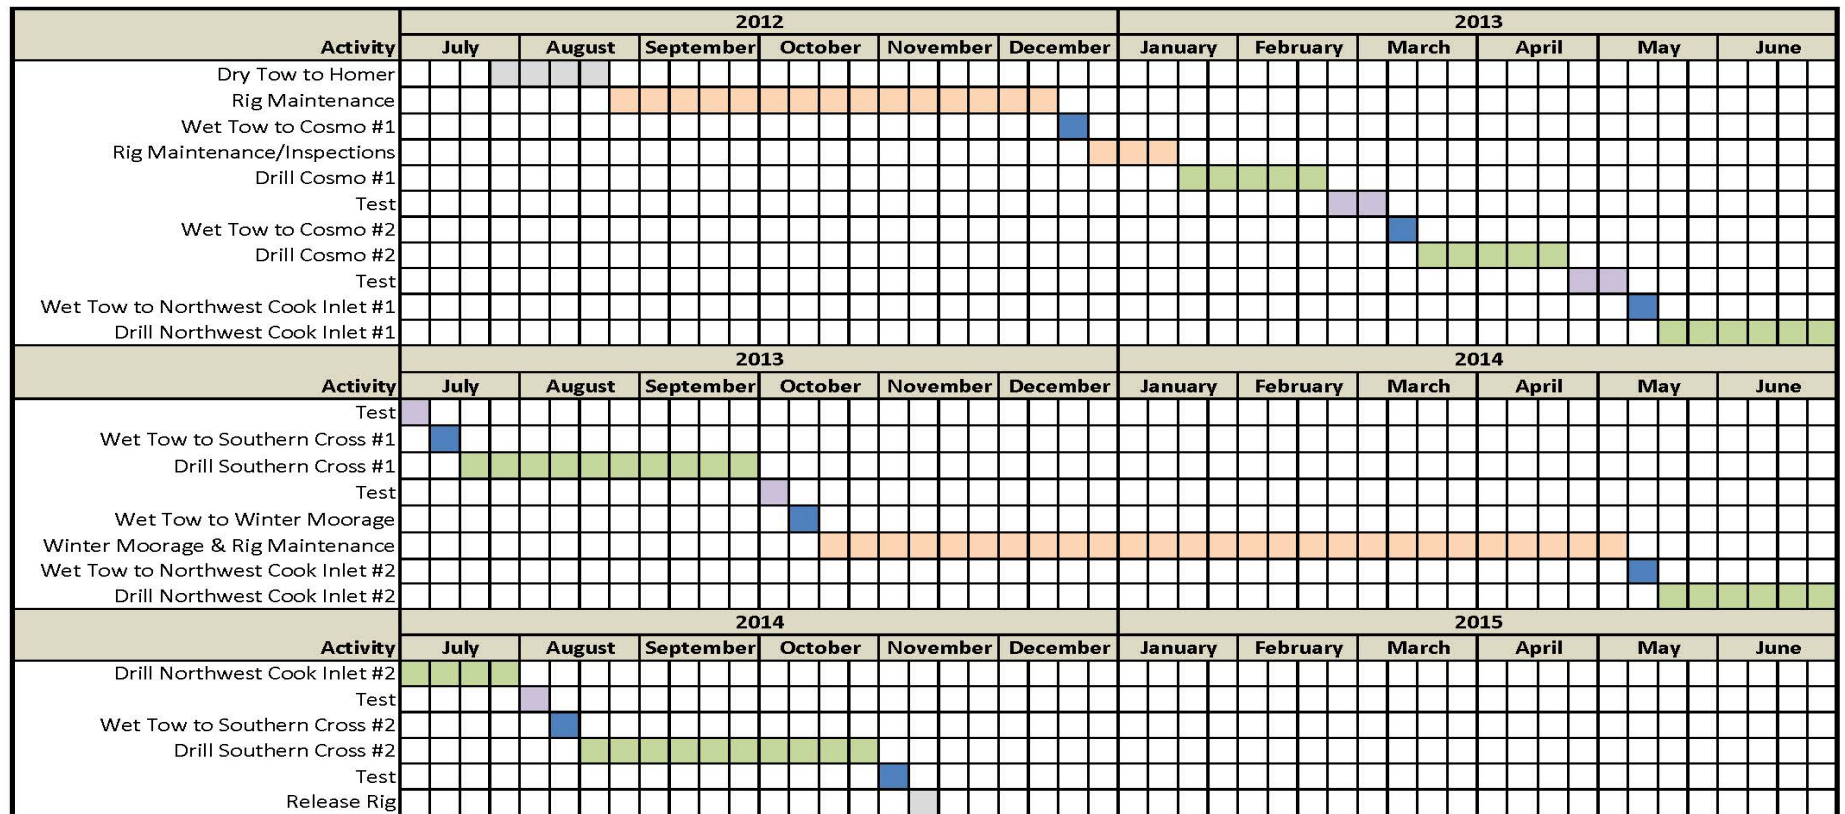 2012 2013
Activity July August September October November December January February March April May June
Dry Tow to Homer
Rig Maintenance
Wet Tow to Cosmo #1
Rig Maintenance/Inspections
Drill Cosmo #1
Test
Wet Tow to Cosmo #2
Drill Cosmo #2
Test
Wet Tow to Northwest Cook Inlet #1
Drill Northwest Cook Inlet #1
2013 2014
Activity July August September October November December January February March April May June
Test
Wet Tow to Southern Cross #1
Drill Southern Cross #1
Test
Wet Tow to Winter Moorage
Winter Moorage & Rig Maintenance
Wet Tow to Northwest Cook Inlet #2
Drill Northwest Cook Inlet #2
2014 2015
Activity July August September October November December January February March April May June
Drill Northwest Cook Inlet #2
Test
Wet Tow to Southern Cross #2
Drill Southern Cross #2
Test
Release Rig